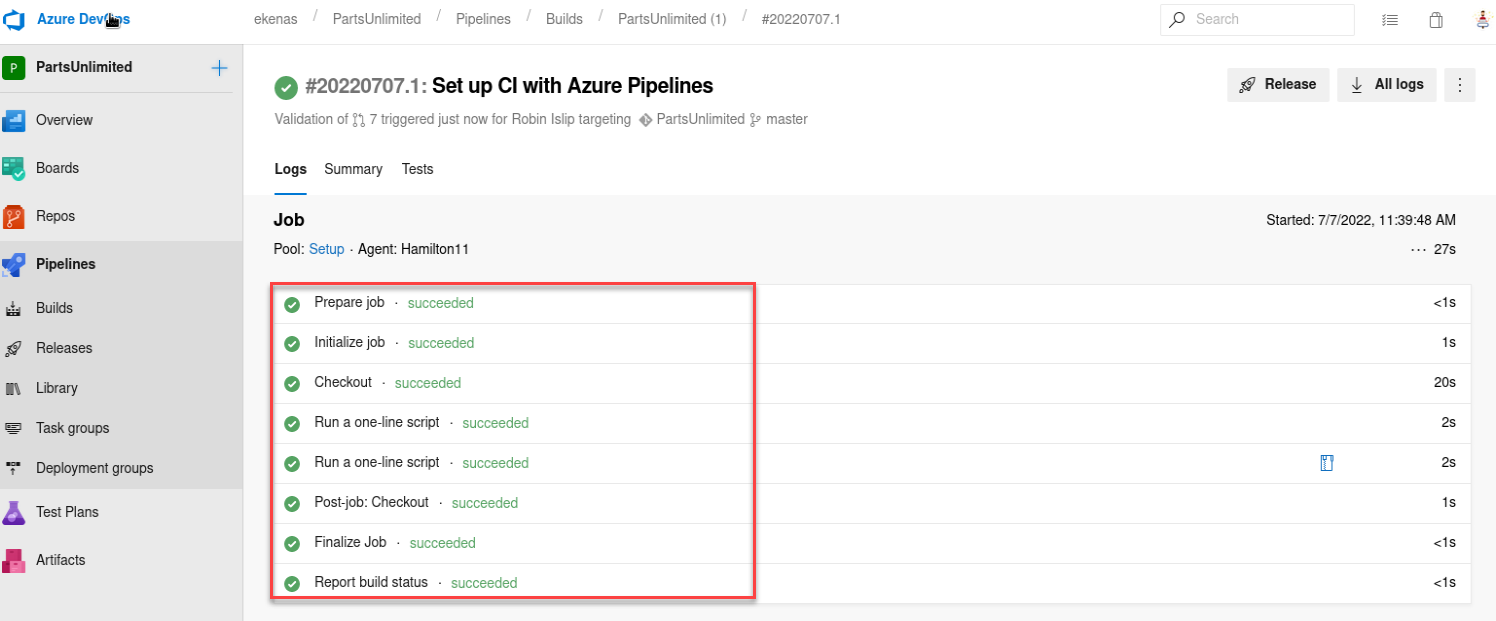 Azure DevOps
ekenas / PartsUnlimited / Pipelines / Builds / PartsUnlimited (1) / #20220707.1
Search
P PartsUnlimited
Overview
Boards
Repos
Pipelines
Builds
Releases
Library
Task groups
Deployment groups
Test Plans
Artifacts
#20220707.1: Set up CI with Azure Pipelines
Release
All logs
Validation of 7 triggered just now for Robin Islip targeting PartsUnlimited master
Logs Summary Tests
Job
Started: 7/7/2022, 11:39:48 AM
Pool: Setup · Agent: Hamilton11
··· 27s
Prepare job · succeeded <1s
Initialize job · succeeded 1s
Checkout · succeeded 20s
Run a one-line script · succeeded 2s
Run a one-line script · succeeded 2s
Post-job: Checkout · succeeded 1s
Finalize Job · succeeded <1s
Report build status · succeeded <1s